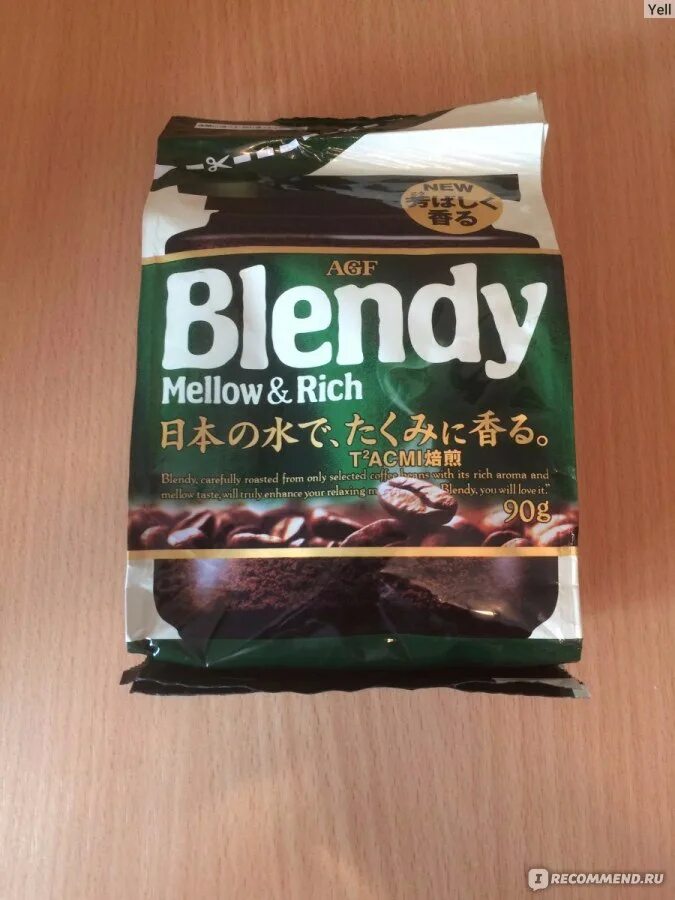 Yell
NEW
芳ばしく
香る
AGF
Blendy
Mellow & Rich
日本の水で、たくみに香る。
T²ACMI焙煎
Blendy, carefully roasted from only selected coffee beans with its rich aroma and
mellow taste, will truly enhance your relaxing Blendy, you will love it."
90g
IRECOMMEND.RU